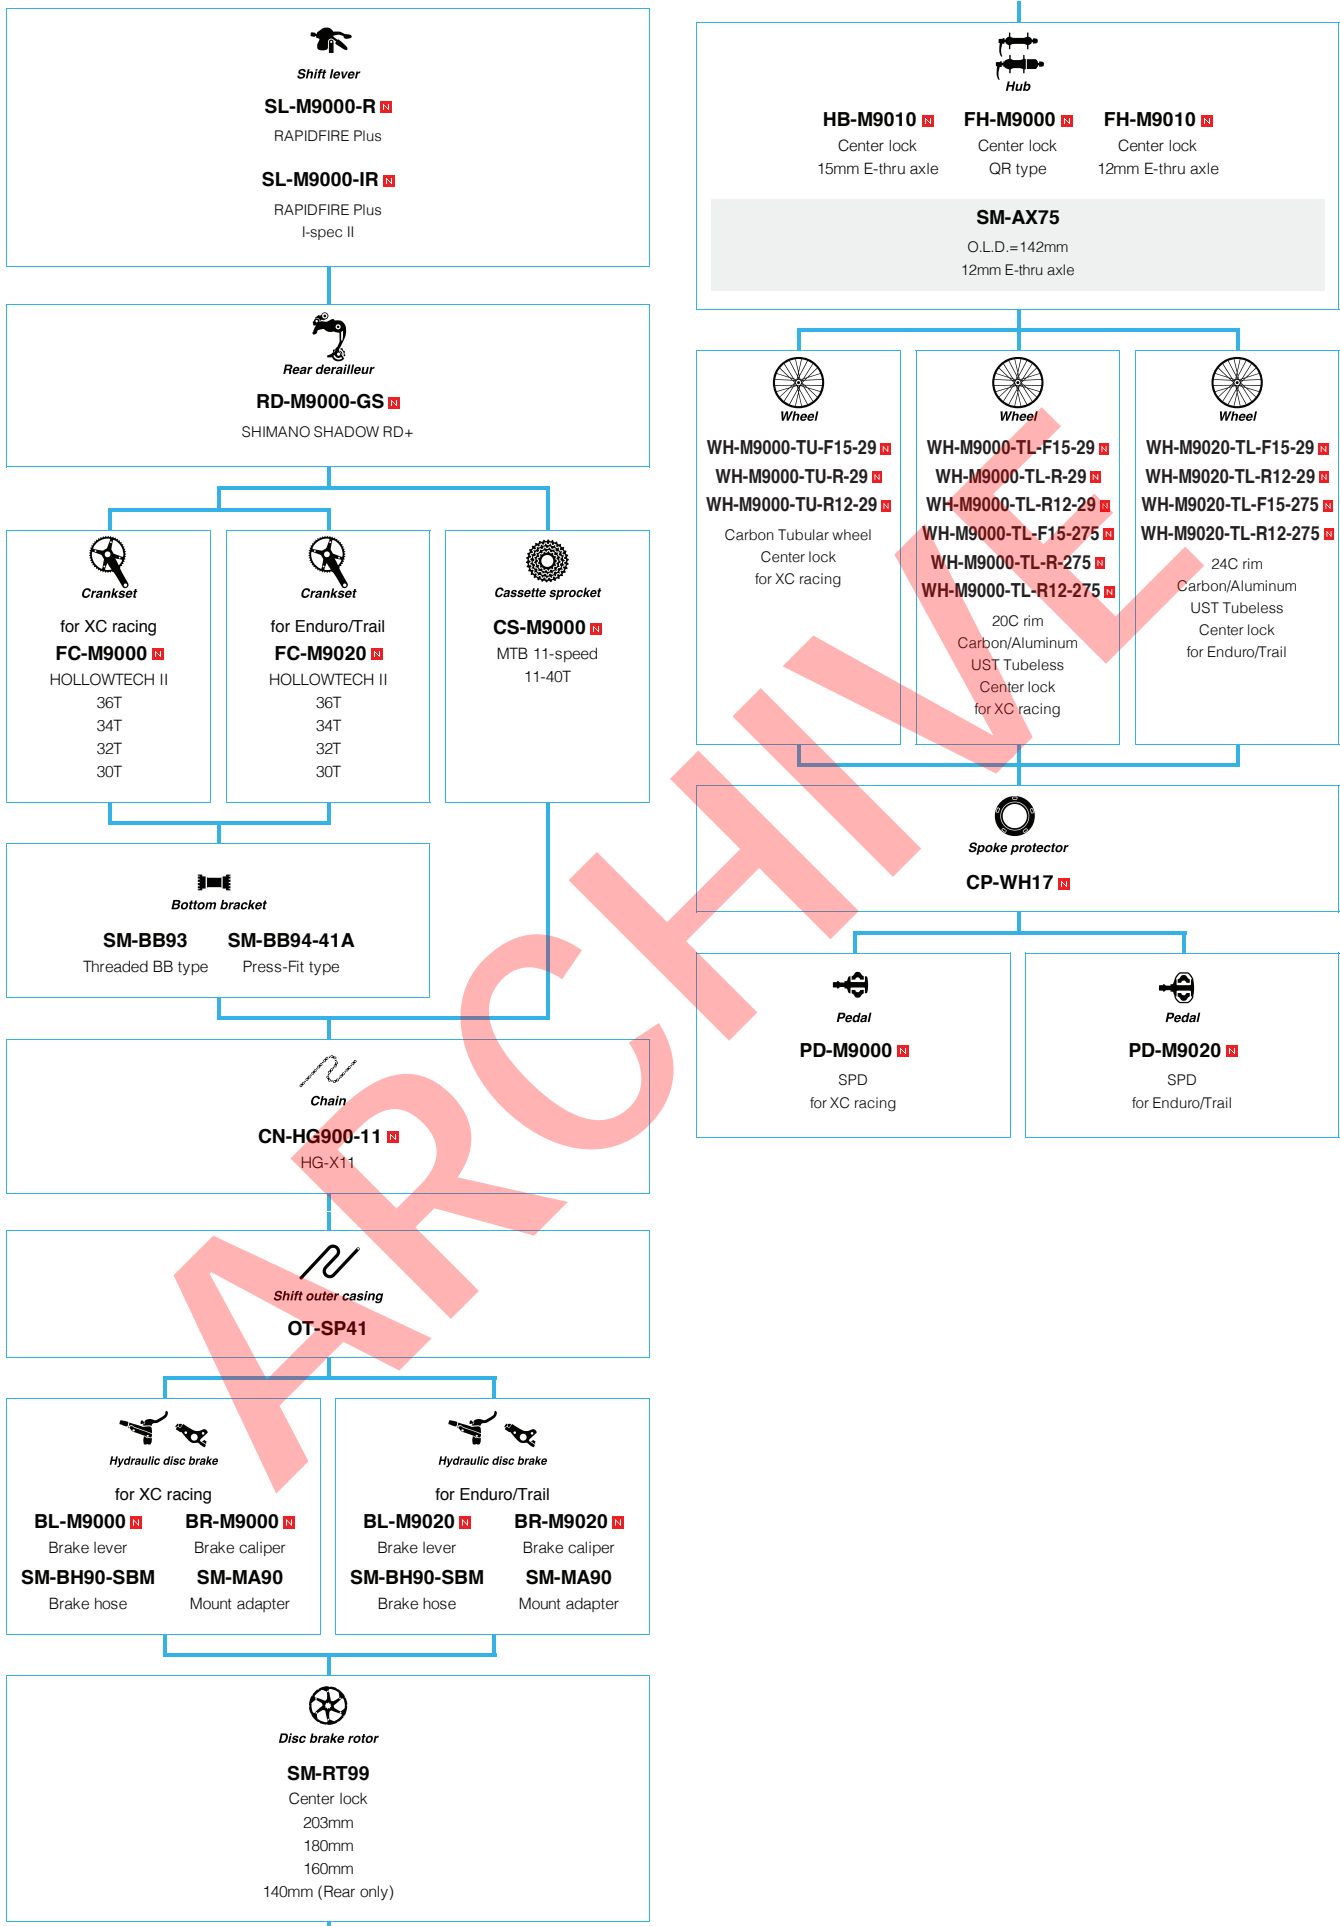 Shift lever
SL-M9000-R N
RAPIDFIRE Plus
SL-M9000-IR N
RAPIDFIRE Plus
I-spec II
Rear derailleur
RD-M9000-GS N
SHIMANO SHADOW RD+
Crankset
for XC racing
FC-M9000 N
HOLLOWTECH II
36T
34T
32T
30T
Crankset
for Enduro/Trail
FC-M9020 N
HOLLOWTECH II
36T
34T
32T
30T
Cassette sprocket
CS-M9000 N
MTB 11-speed
11-40T
Bottom bracket
SM-BB93 SM-BB94-41A
Threaded BB type Press-Fit type
Chain
CN-HG900-11 N
HG-X11
Shift outer casing
OT-SP41
Hydraulic disc brake
for XC racing
BL-M9000 N BR-M9000 N
Brake lever Brake caliper
SM-BH90-SBM SM-MA90
Brake hose Mount adapter
Hydraulic disc brake
for Enduro/Trail
BL-M9020 N BR-M9020 N
Brake lever Brake caliper
SM-BH90-SBM SM-MA90
Brake hose Mount adapter
Disc brake rotor
SM-RT99
Center lock
203mm
180mm
160mm
140mm (Rear only)
Hub
HB-M9010 N FH-M9000 N FH-M9010 N
Center lock Center lock Center lock
15mm E-thru axle QR type 12mm E-thru axle
SM-AX75
O.L.D.=142mm
12mm E-thru axle
Wheel
WH-M9000-TU-F15-29 N
WH-M9000-TU-R-29 N
WH-M9000-TU-R12-29 N
Carbon Tubular wheel
Center lock
for XC racing
Wheel
WH-M9000-TL-F15-29 N
WH-M9000-TL-R-29 N
WH-M9000-TL-R12-29 N
WH-M9000-TL-F15-275 N
WH-M9000-TL-R-275 N
WH-M9000-TL-R12-275 N
20C rim
Carbon/Aluminum
UST Tubeless
Center lock
for XC racing
Wheel
WH-M9020-TL-F15-29 N
WH-M9020-TL-R12-29 N
WH-M9020-TL-F15-275 N
WH-M9020-TL-R12-275 N
24C rim
Carbon/Aluminum
UST Tubeless
Center lock
for Enduro/Trail
Spoke protector
CP-WH17 N
Pedal
PD-M9000 N
SPD
for XC racing
Pedal
PD-M9020 N
SPD
for Enduro/Trail
ARCHIVE